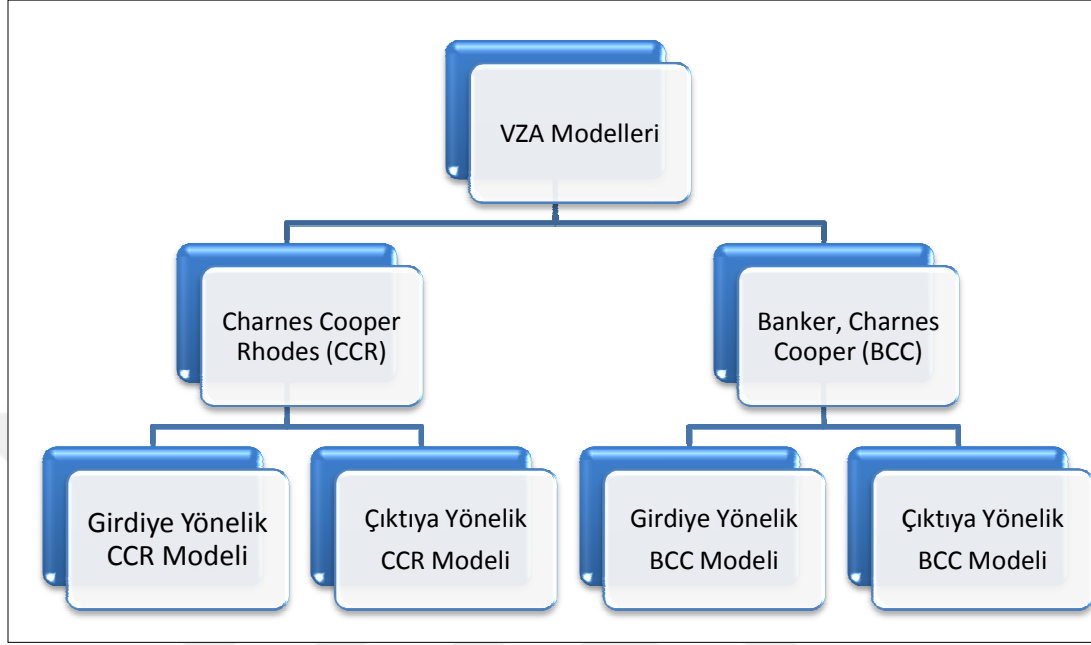 VZA Modelleri
Charnes Cooper
Rhodes (CCR)
Banker, Charnes
Cooper (BCC)
Girdiye Yönelik
CCR Modeli
Çıktıya Yönelik
CCR Modeli
Girdiye Yönelik
BCC Modeli
Çıktıya Yönelik
BCC Modeli